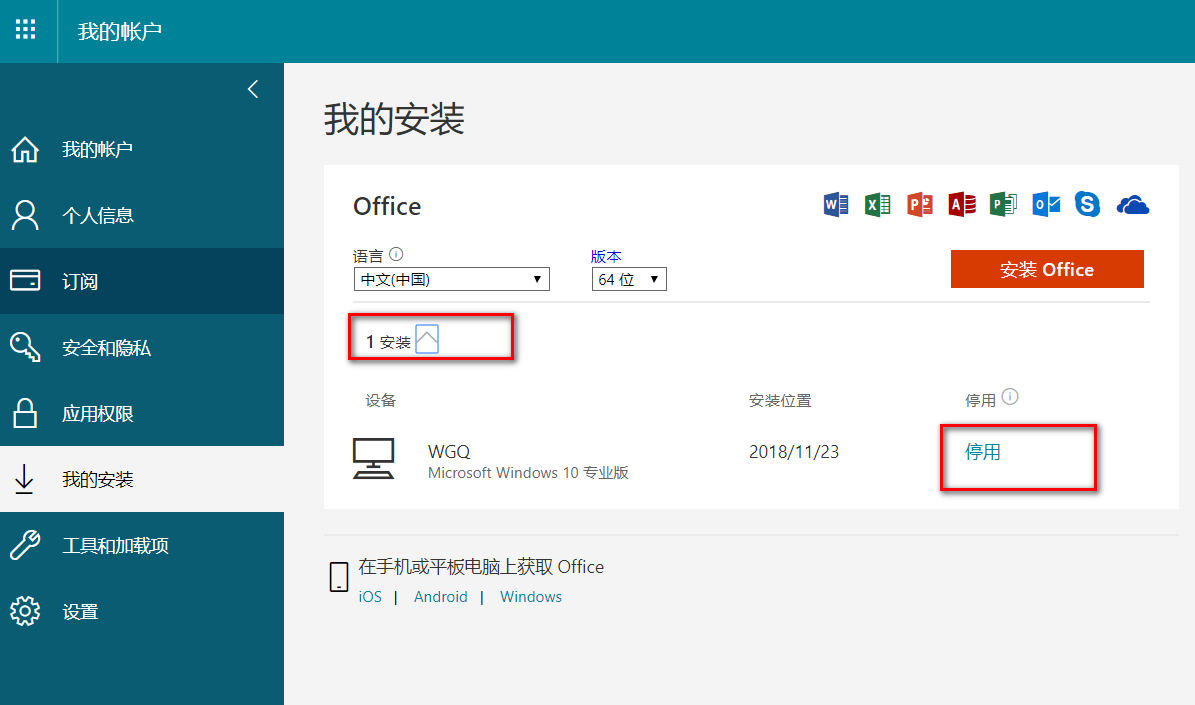 我的帐户
我的帐户
个人信息
订阅
安全和隐私
应用权限
我的安装
工具和加载项
设置
我的安装
Office
语言
版本
中文(中国)
64 位
安装 Office
1 安装
设备
安装位置
停用
WGQ
2018/11/23
停用
Microsoft Windows 10 专业版
在手机或平板电脑上获取 Office
iOS | Android | Windows